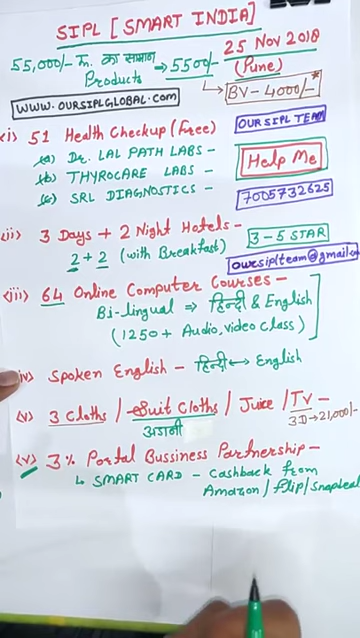 SIPL [SMART INDIA]
25 Nov 2018
55,000/- रु. का सामान → 5500/- (Pune)
Products
BV - 4000/-*
www.oursiplglobal.com
(i) 51 Health Checkup (Free)
OUR SIPL TEAM
(a) Dr. LAL PATH LABS -
(b) THYROCARE LABS -
Help Me
(c) SRL DIAGNOSTICS -
7005732625
(ii) 3 Days + 2 Night Hotels -
3-5 STAR
2 + 2 (with Breakfast)
oursiplteam@gmail.com
(iii) 64 Online Computer Courses -
Bi-lingual ⇒ हिन्दी & English
(1250+ Audio, video class)
iv) Spoken English - हिन्दी ↔ English
(v) 3 Cloths / Suit Cloths / Juice / TV -
अडानी
3D → 21,000/-
(v) 3% Portal Bussiness Partnership -
↳ SMART CARD - Cashback from
Amazon / flip / snapdeal